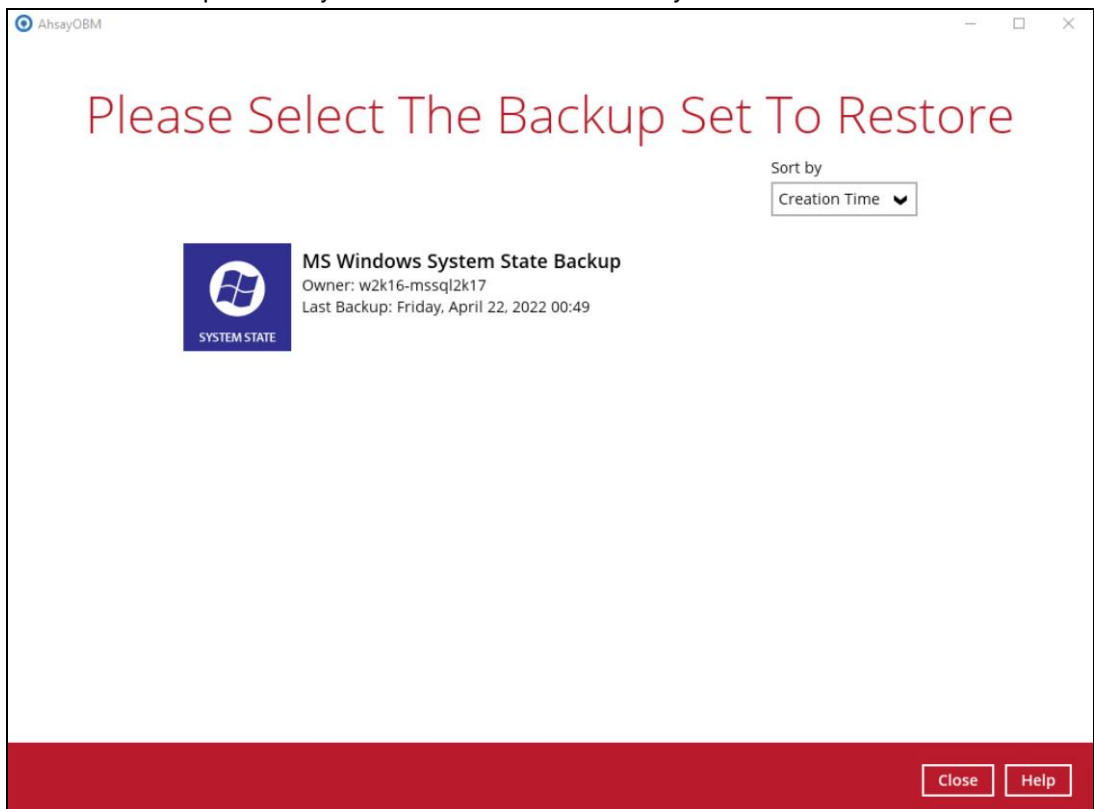 AhsayOBM
Please Select The Backup Set To Restore
Sort by
Creation Time
MS Windows System State Backup
Owner: w2k16-mssql2k17
Last Backup: Friday, April 22, 2022 00:49
SYSTEM STATE
Close Help